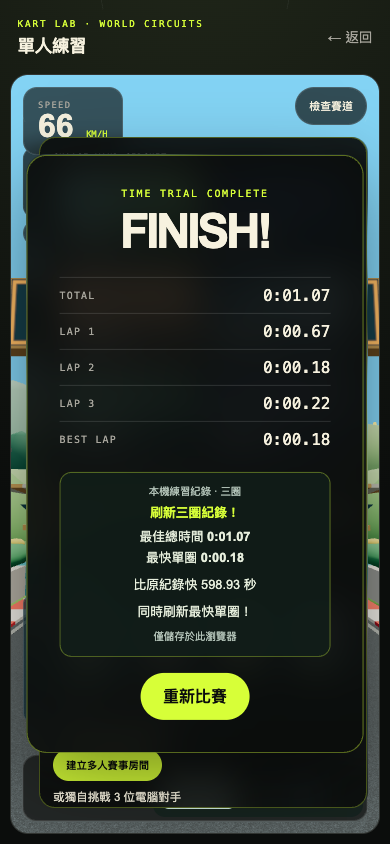 KART LAB · WORLD CIRCUITS
單人練習
← 返回
SPEED
66 KM/H
檢查賽道
TIME TRIAL COMPLETE
FINISH!
TOTAL 0:01.07
LAP 1 0:00.67
LAP 2 0:00.18
LAP 3 0:00.22
BEST LAP 0:00.18
本機練習紀錄 · 三圈
刷新三圈紀錄！
最佳總時間 0:01.07
最快單圈 0:00.18
比原紀錄快 598.93 秒
同時刷新最快單圈！
僅儲存於此瀏覽器
重新比賽
建立多人賽事房間
或獨自挑戰 3 位電腦對手